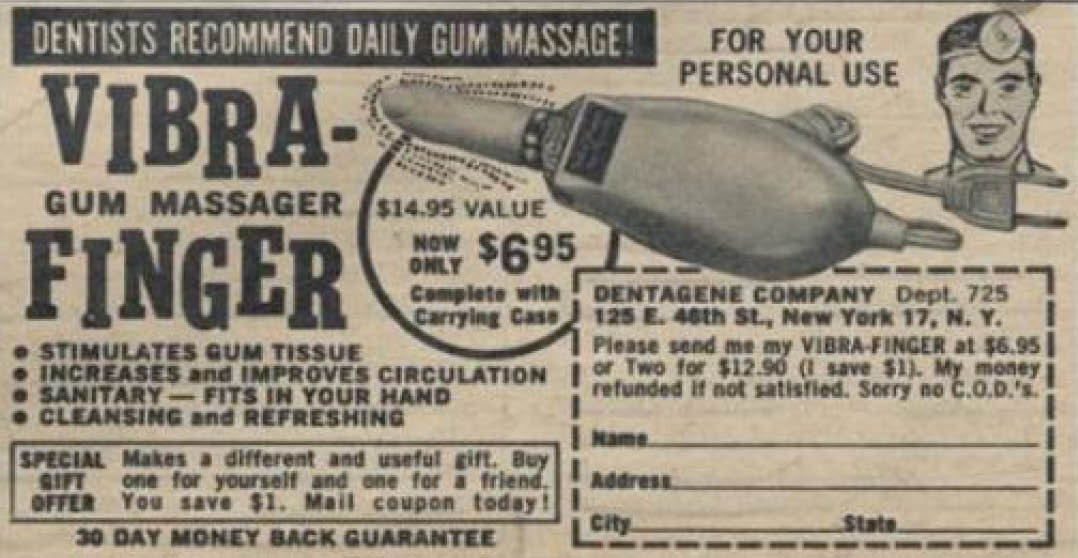 DENTISTS RECOMMEND DAILY GUM MASSAGE!
FOR YOUR
PERSONAL USE
VIBRA-
GUM MASSAGER
FINGER
$14.95 VALUE
NOW ONLY $6.95
Complete with
Carrying Case
● STIMULATES GUM TISSUE
● INCREASES and IMPROVES CIRCULATION
● SANITARY — FITS IN YOUR HAND
● CLEANSING and REFRESHING
SPECIAL GIFT OFFER
Makes a different and useful gift. Buy
one for yourself and one for a friend.
You save $1. Mail coupon today!
30 DAY MONEY BACK GUARANTEE
DENTAGENE COMPANY Dept. 725
125 E. 46th St., New York 17, N. Y.
Please send me my VIBRA-FINGER at $6.95
or Two for $12.90 (I save $1). My money
refunded if not satisfied. Sorry no C.O.D.'s.
Name
Address
City State